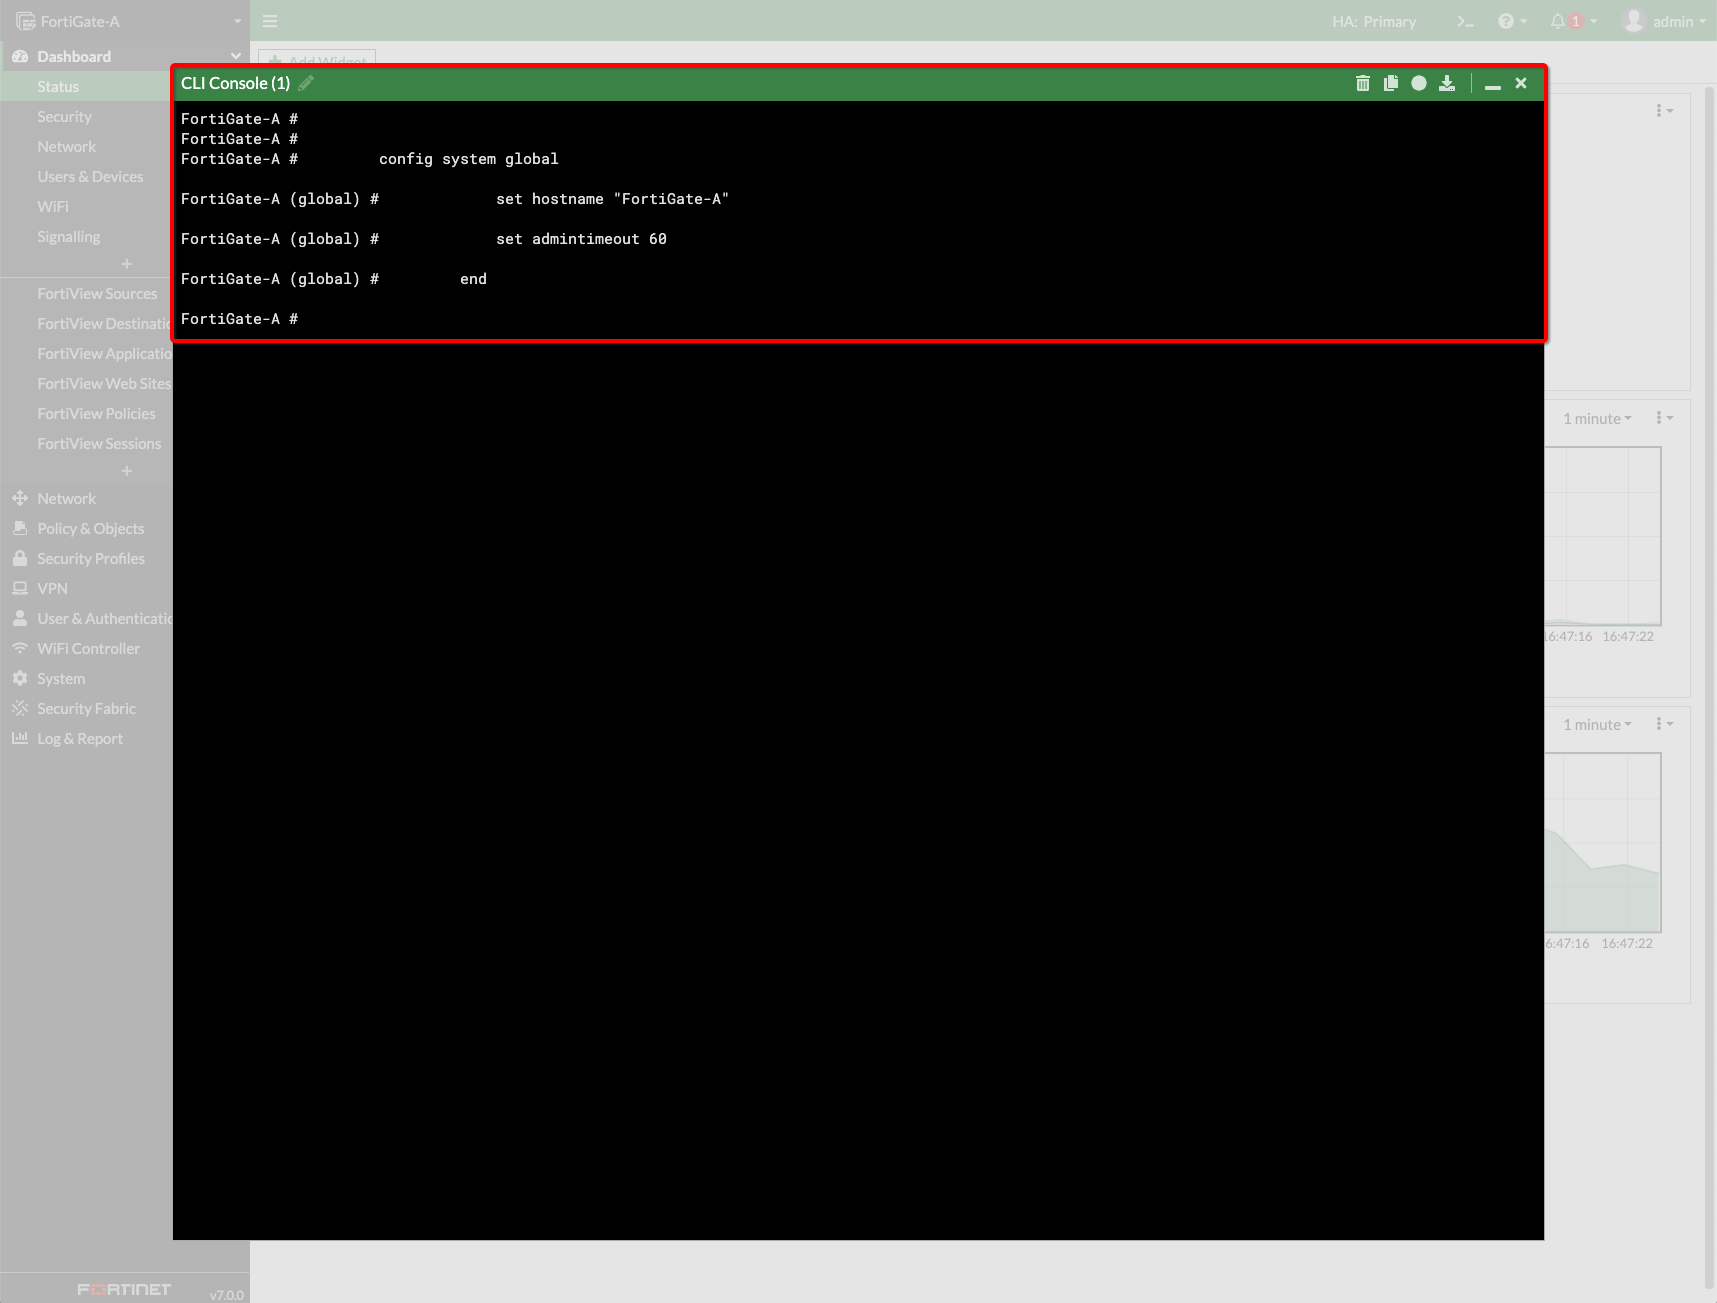 FortiGate-A
HA: Primary
1
admin
Dashboard
Add Widget
Status
Security
Network
Users & Devices
WiFi
Signalling
FortiView Sources
FortiView Destinatio
FortiView Applicatio
FortiView Web Sites
FortiView Policies
FortiView Sessions
Network
Policy & Objects
Security Profiles
VPN
User & Authenticatio
WiFi Controller
System
Security Fabric
Log & Report
FORTINET
v7.0.0
CLI Console (1)
FortiGate-A #
FortiGate-A #
FortiGate-A # config system global
FortiGate-A (global) # set hostname "FortiGate-A"
FortiGate-A (global) # set admintimeout 60
FortiGate-A (global) # end
FortiGate-A #
1 minute
16:47:16 16:47:22
1 minute
6:47:16 16:47:22